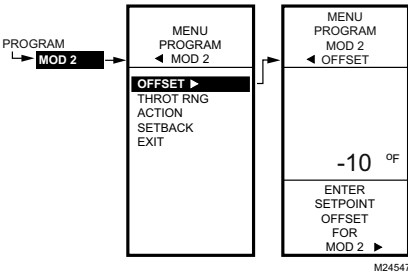 PROGRAM
MOD 2
MENU
PROGRAM
◄ MOD 2
OFFSET ►
THROT RNG
ACTION
SETBACK
EXIT
MENU
PROGRAM
MOD 2
◄ OFFSET
-10 °F
ENTER
SETPOINT
OFFSET
FOR
MOD 2 ►
M24547